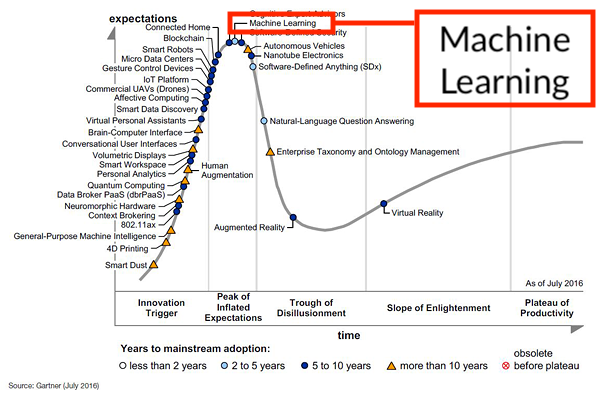 expectations
Cognitive Expert Advisors
Connected Home
Machine Learning
Machine
Learning
Software-Defined Security
Blockchain
Autonomous Vehicles
Smart Robots
Nanotube Electronics
Micro Data Centers
Software-Defined Anything (SDx)
Gesture Control Devices
IoT Platform
Commercial UAVs (Drones)
Affective Computing
Smart Data Discovery
Virtual Personal Assistants
Natural-Language Question Answering
Brain-Computer Interface
Conversational User Interfaces
Volumetric Displays
Enterprise Taxonomy and Ontology Management
Smart Workspace
Personal Analytics
Human
Augmentation
Quantum Computing
Data Broker PaaS (dbrPaaS)
Neuromorphic Hardware
Context Brokering
802.11ax
Augmented Reality
Virtual Reality
General-Purpose Machine Intelligence
4D Printing
Smart Dust
As of July 2016
Innovation
Trigger
Peak of
Inflated
Expectations
Trough of
Disillusionment
Slope of Enlightenment
Plateau of
Productivity
time
Years to mainstream adoption:
less than 2 years
2 to 5 years
5 to 10 years
more than 10 years
obsolete
before plateau
Source: Gartner (July 2016)